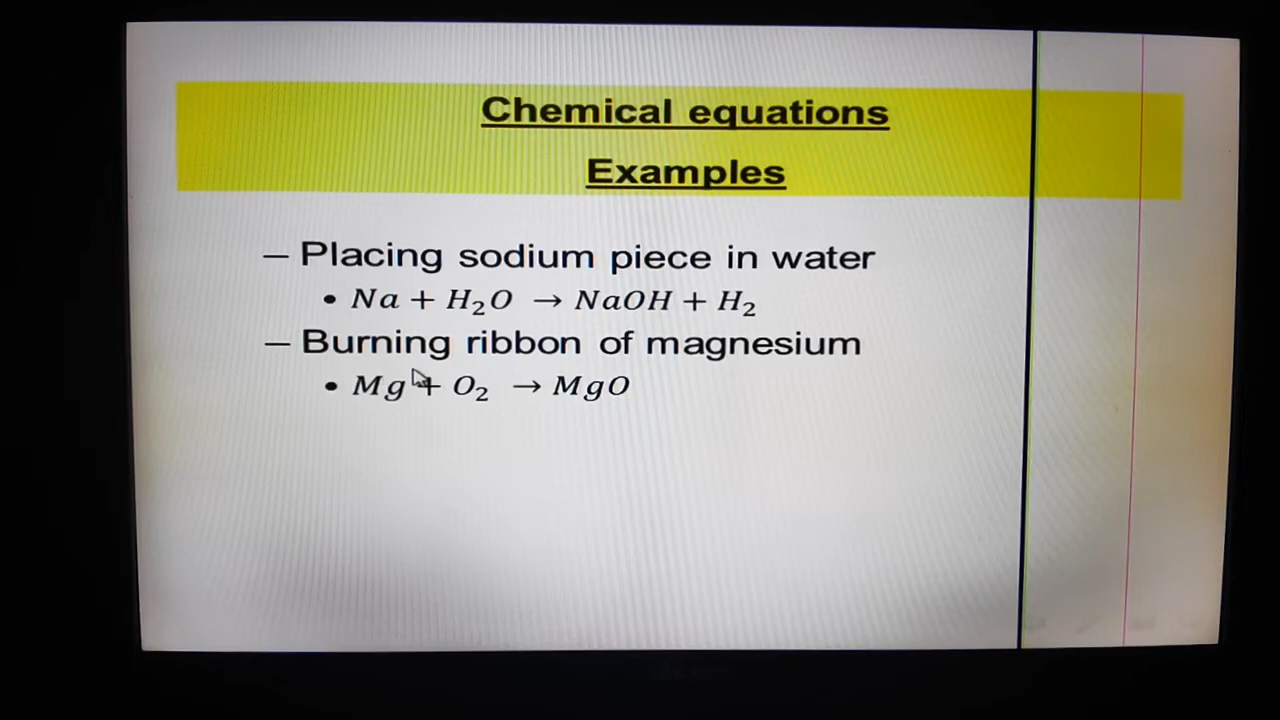 Chemical equations
Examples
– Placing sodium piece in water
• Na + H₂O → NaOH + H₂
– Burning ribbon of magnesium
• Mg + O₂ → MgO